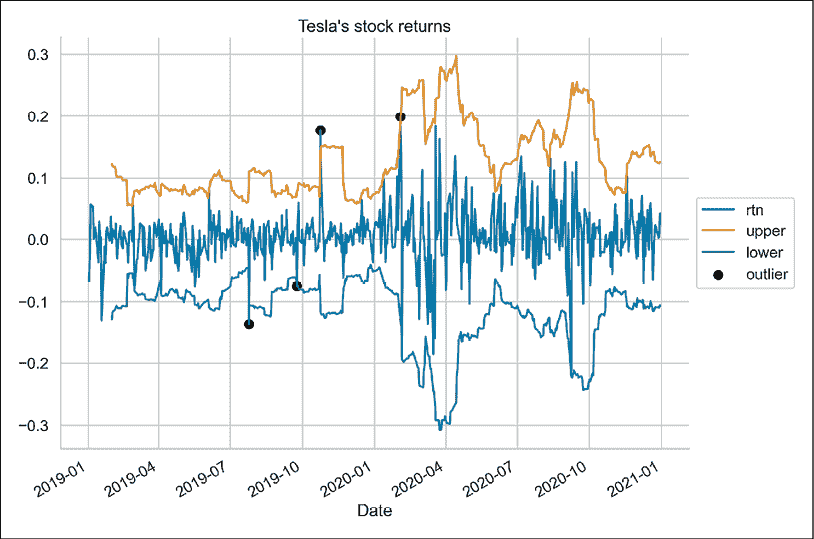 Tesla's stock returns
0.3
0.2
0.1
0.0
−0.1
−0.2
−0.3
2019-01
2019-04
2019-07
2019-10
2020-01
2020-04
2020-07
2020-10
2021-01
Date
rtn
upper
lower
outlier